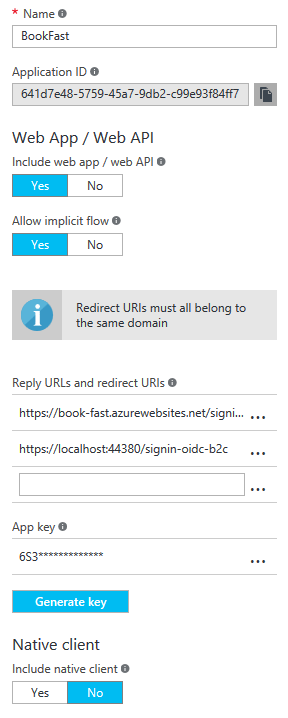 * Name
BookFast
Application ID
641d7e48-5759-45a7-9db2-c99e93f84ff7
Web App / Web API
Include web app / web API
Yes No
Allow implicit flow
Yes No
Redirect URIs must all belong to
the same domain
Reply URLs and redirect URIs
https://book-fast.azurewebsites.net/signi... ...
https://localhost:44380/signin-oidc-b2c ...
...
App key
6S3************* ...
Generate key
Native client
Include native client
Yes No